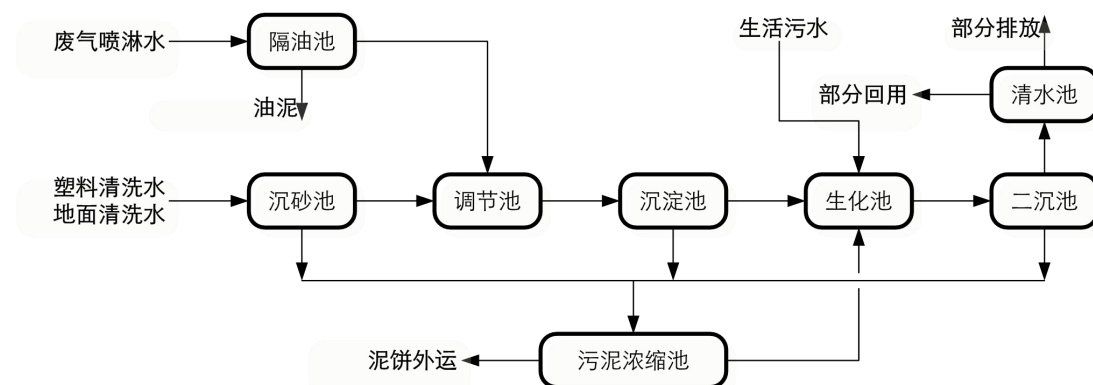 废气喷淋水
隔油池
生活污水
部分排放
油泥
部分回用
清水池
塑料清洗水
地面清洗水
沉砂池
调节池
沉淀池
生化池
二沉池
泥饼外运
污泥浓缩池